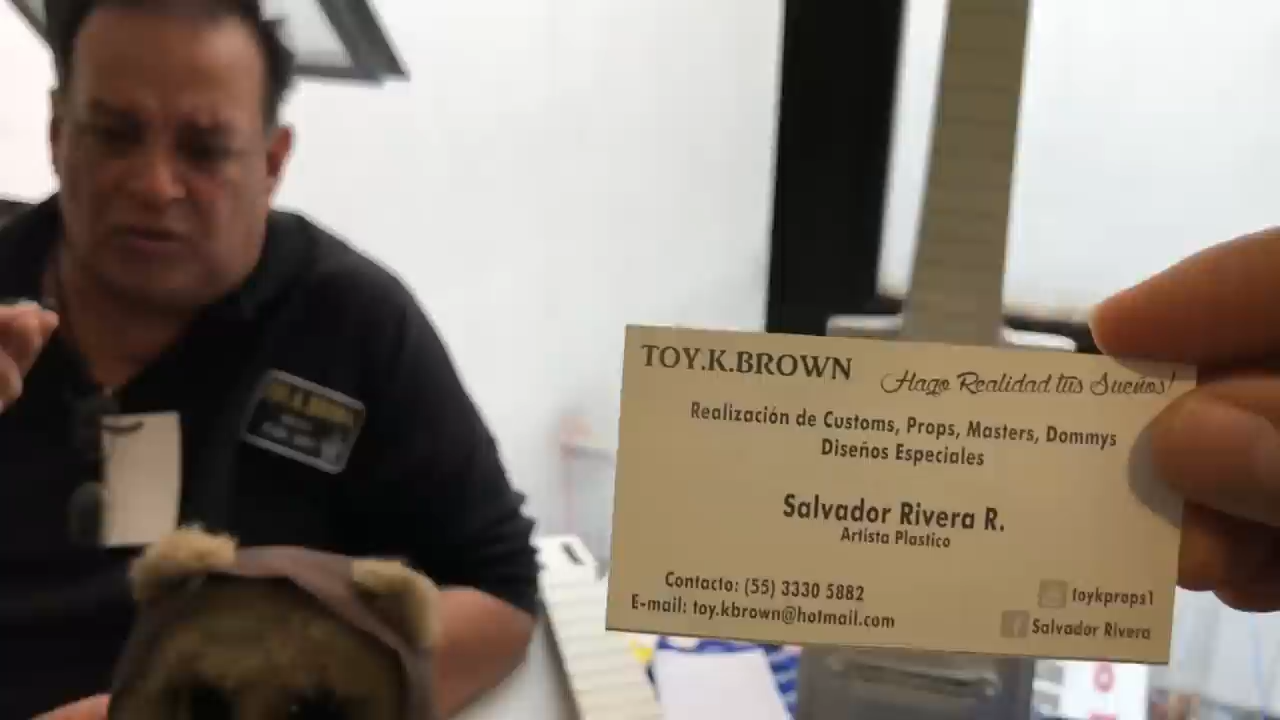 TOY.K.BROWN
Hago Realidad tus Sueños!
Realización de Customs, Props, Masters, Dommys
Diseños Especiales
Salvador Rivera R.
Artista Plastico
Contacto: (55) 3330 5882
E-mail: toy.kbrown@hotmail.com
toykprops1
Salvador Rivera